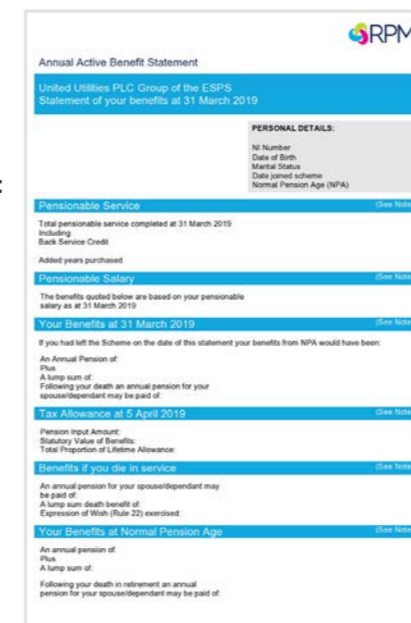 RPM
Annual Active Benefit Statement
United Utilities PLC Group of the ESPS
Statement of your benefits at 31 March 2019
PERSONAL DETAILS:
NI Number
Date of Birth
Marital Status
Date joined scheme
Normal Pension Age (NPA)
:
Pensionable Service (See Note
Total pensionable service completed at 31 March 2019
Including
Back Service Credit
Added years purchased
Pensionable Salary (See Note
The benefits quoted below are based on your pensionable
salary as at 31 March 2019
Your Benefits at 31 March 2019 (See Note
If you had left the Scheme on the date of this statement your benefits from NPA would have been:
An Annual Pension of:
Plus
A lump sum of:
Following your death an annual pension for your
spouse/dependant may be paid of:
Tax Allowance at 5 April 2019 (See Note
Pension Input Amount:
Statutory Value of Benefits:
Total Proportion of Lifetime Allowance:
Benefits if you die in service (See Note
An annual pension for your spouse/dependant may
be paid of:
A lump sum death benefit of:
Expression of Wish (Rule 22) exercised:
Your Benefits at Normal Pension Age (See Note
An annual pension of:
Plus
A lump sum of:
Following your death in retirement an annual
pension for your spouse/dependant may be paid of: